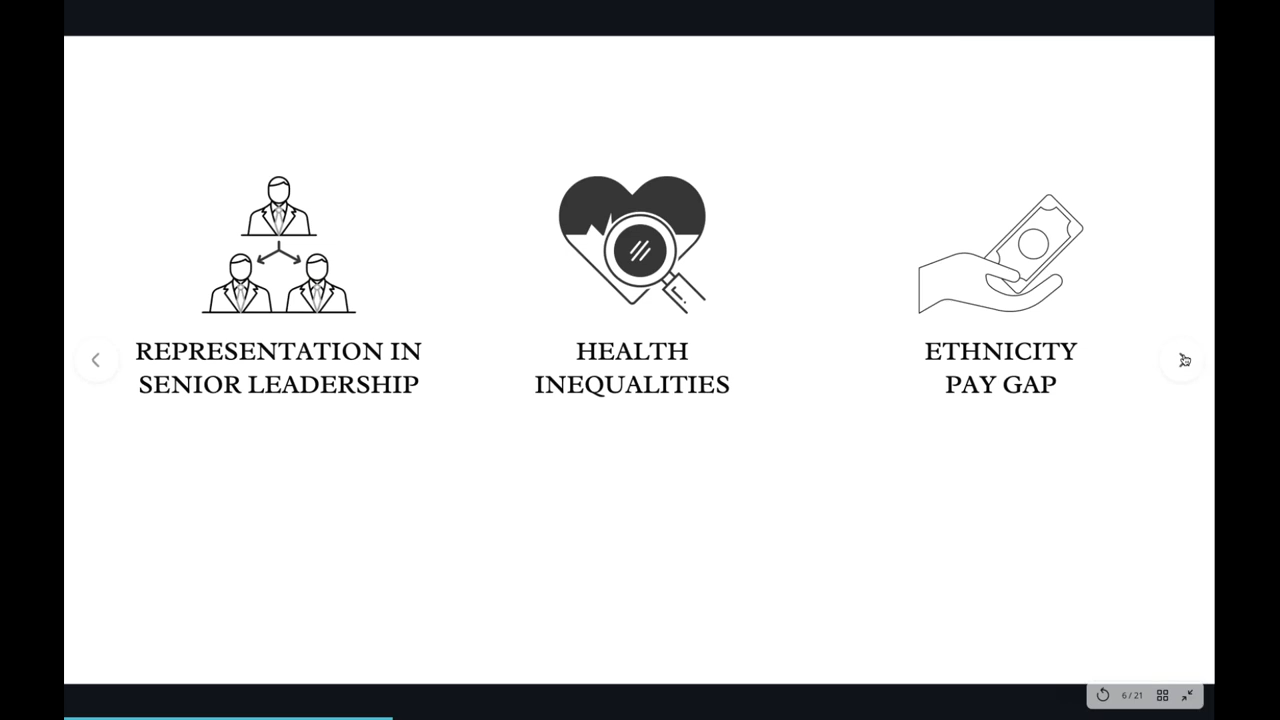 REPRESENTATION IN
SENIOR LEADERSHIP
HEALTH
INEQUALITIES
ETHNICITY
PAY GAP
6 / 21